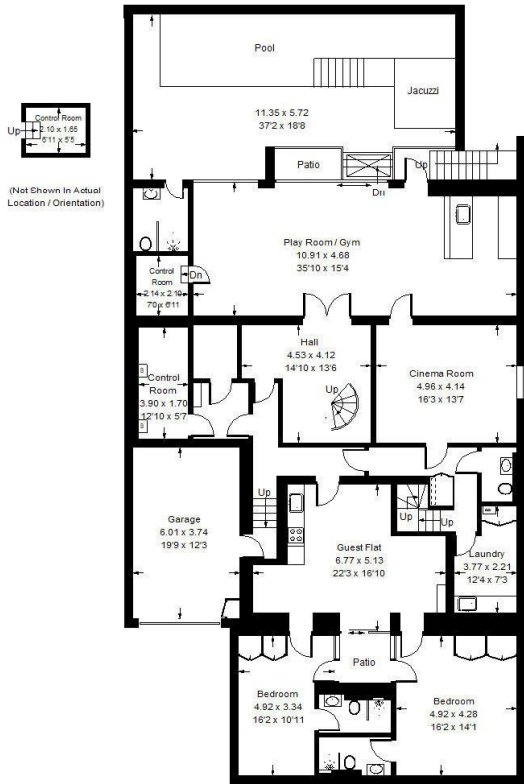 Pool
Jacuzzi
11.35 x 5.72
37'2 x 18'8
Control Room
2.10 x 1.65
6'11 x 5'5
Up
(Not Shown In Actual
Location / Orientation)
Patio
Up
Dn
Play Room / Gym
10.91 x 4.68
35'10 x 15'4
Control
Room
2.14 x 2.10
7'0 x 6'11
Dn
Hall
4.53 x 4.12
14'10 x 13'6
Up
Cinema Room
4.96 x 4.14
16'3 x 13'7
Control
Room
3.90 x 1.70
12'10 x 5'7
Garage
6.01 x 3.74
19'9 x 12'3
Up
Up
Up
Guest Flat
6.77 x 5.13
22'3 x 16'10
Laundry
3.77 x 2.21
12'4 x 7'3
Patio
Bedroom
4.92 x 3.34
16'2 x 10'11
Bedroom
4.92 x 4.28
16'2 x 14'1